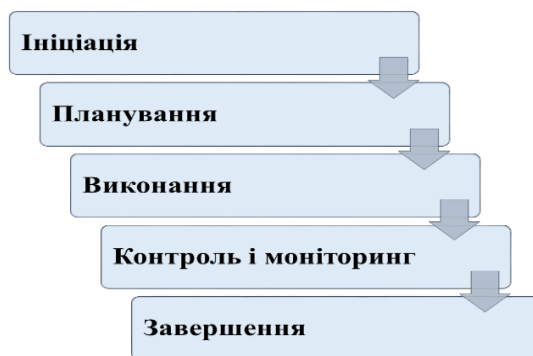 Ініціація
Планування
Виконання
Контроль і моніторинг
Завершення